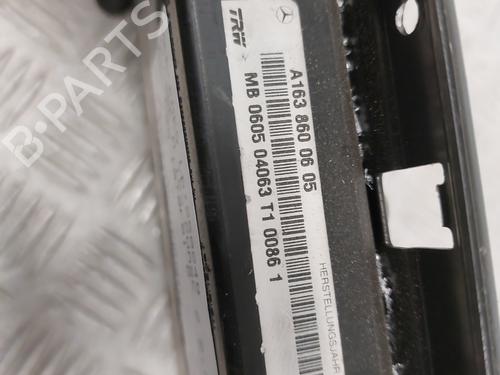 TRW
A163 860 06 05
MB 0605 04063 T1 0086 1
HERSTELLUNGSJAHR
B-PARTS